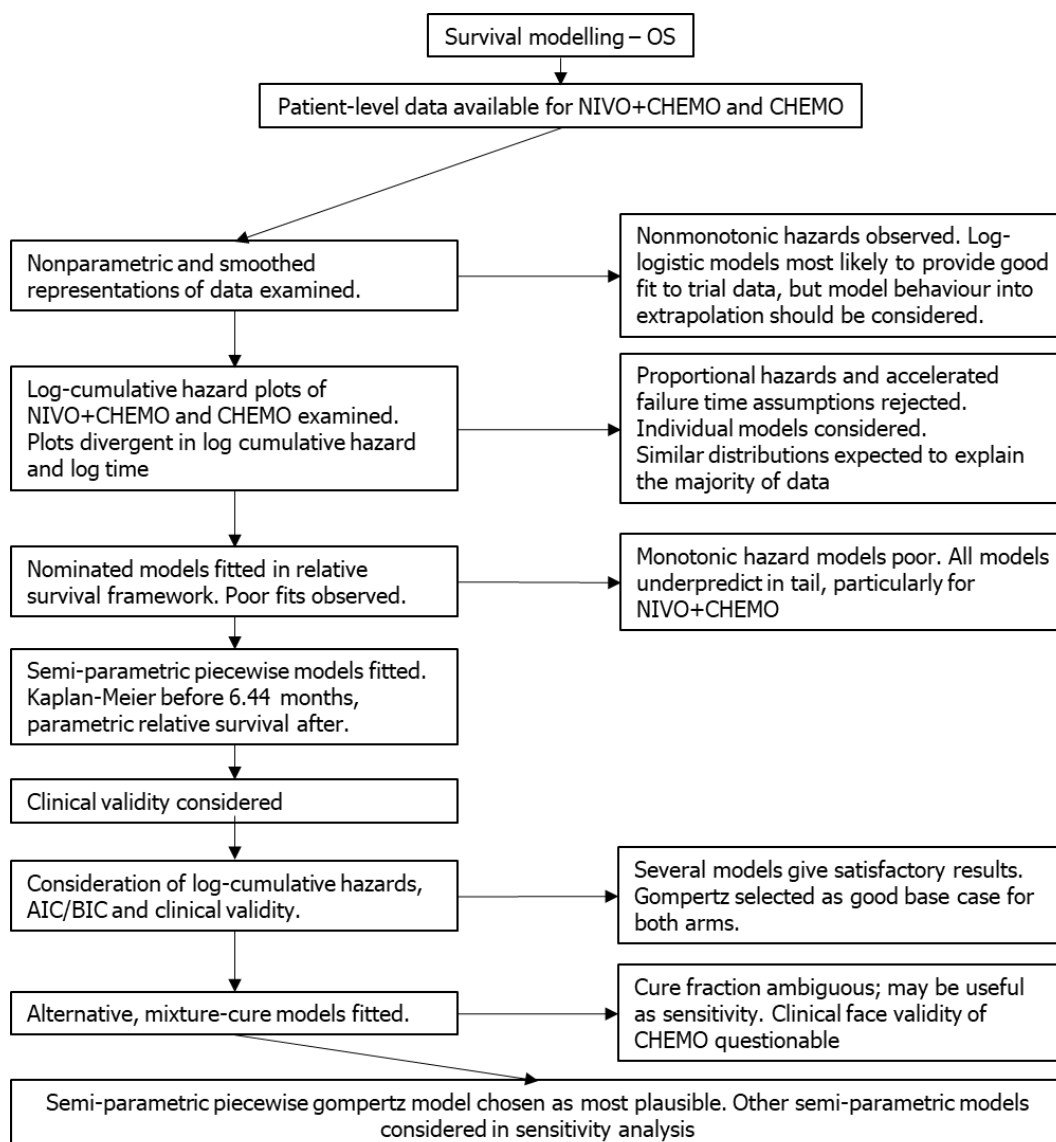 Survival modelling – OS
Patient-level data available for NIVO+CHEMO and CHEMO
Nonparametric and smoothed
representations of data examined.
Nonmonotonic hazards observed. Log-
logistic models most likely to provide good
fit to trial data, but model behaviour into
extrapolation should be considered.
Log-cumulative hazard plots of
NIVO+CHEMO and CHEMO examined.
Plots divergent in log cumulative hazard
and log time
Proportional hazards and accelerated
failure time assumptions rejected.
Individual models considered.
Similar distributions expected to explain
the majority of data
Nominated models fitted in relative
survival framework. Poor fits observed.
Monotonic hazard models poor. All models
underpredict in tail, particularly for
NIVO+CHEMO
Semi-parametric piecewise models fitted.
Kaplan-Meier before 6.44 months,
parametric relative survival after.
Clinical validity considered
Consideration of log-cumulative hazards,
AIC/BIC and clinical validity.
Several models give satisfactory results.
Gompertz selected as good base case for
both arms.
Alternative, mixture-cure models fitted.
Cure fraction ambiguous; may be useful
as sensitivity. Clinical face validity of
CHEMO questionable
Semi-parametric piecewise gompertz model chosen as most plausible. Other semi-parametric models
considered in sensitivity analysis